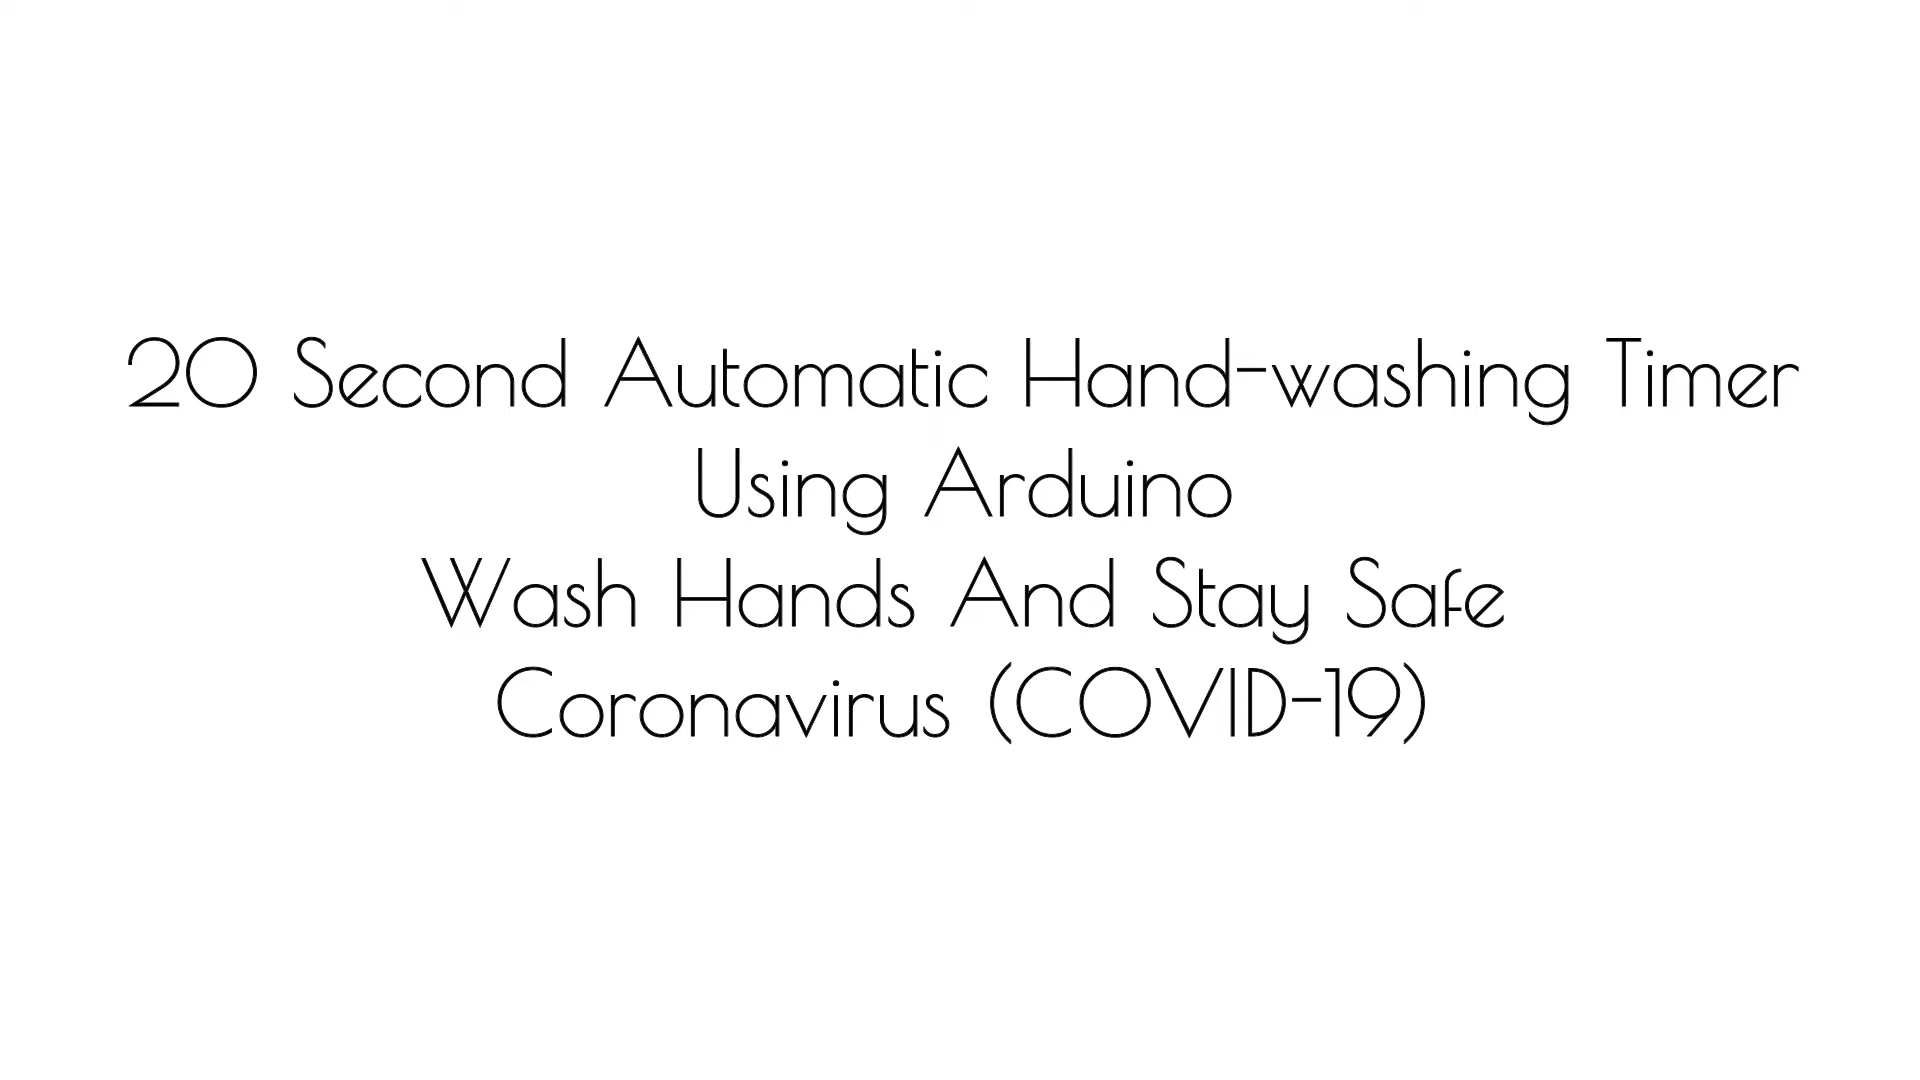 20 Second Automatic Hand-washing Timer
Using Arduino
Wash Hands And Stay Safe
Coronavirus (COVID-19)